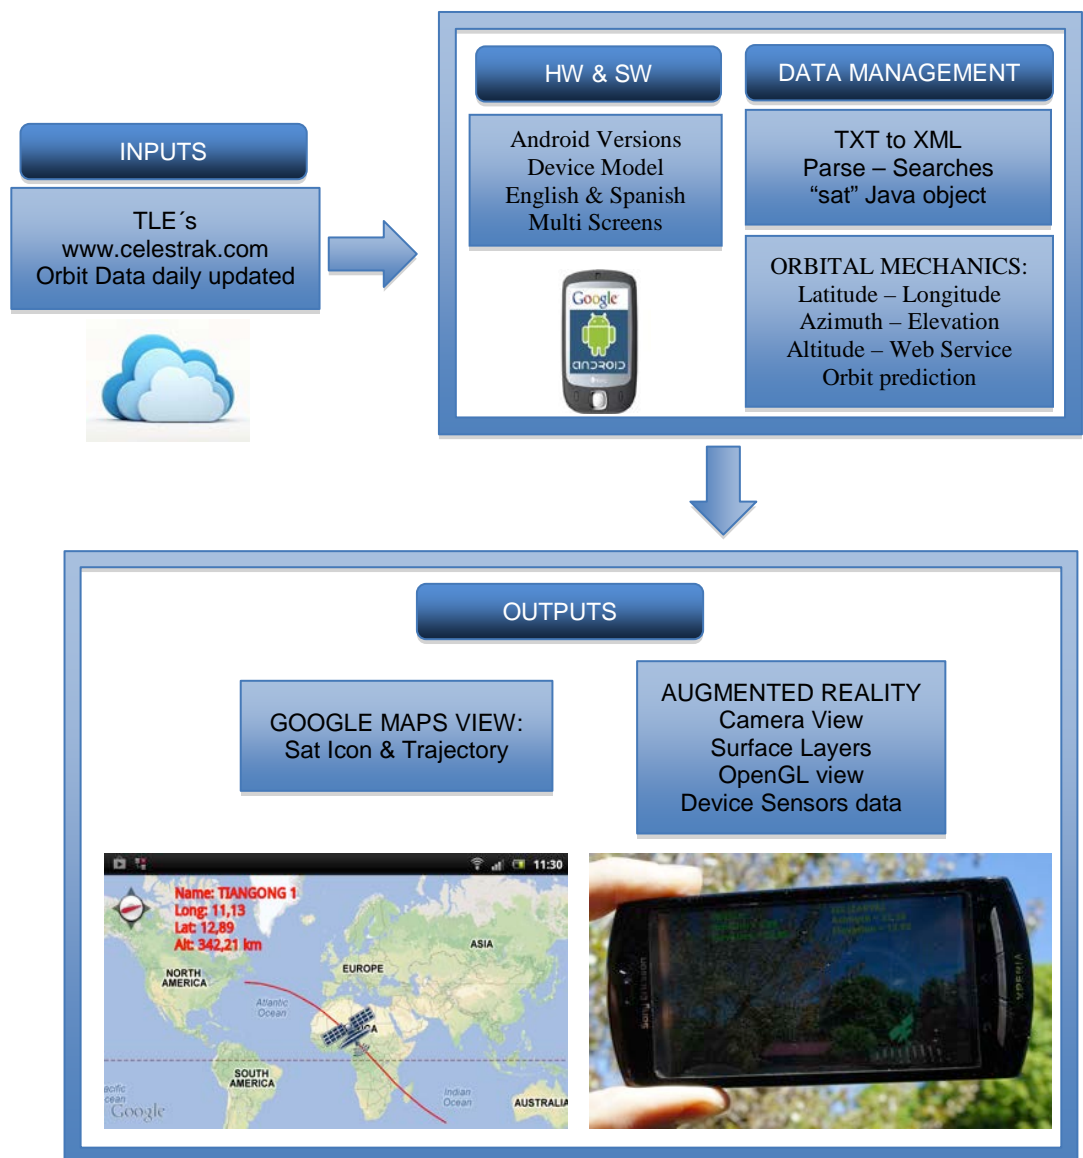 INPUTS
TLE´s
www.celestrak.com
Orbit Data daily updated
HW & SW
Android Versions
Device Model
English & Spanish
Multi Screens
Google
ANDROID
DATA MANAGEMENT
TXT to XML
Parse – Searches
“sat” Java object
ORBITAL MECHANICS:
Latitude – Longitude
Azimuth – Elevation
Altitude – Web Service
Orbit prediction
OUTPUTS
GOOGLE MAPS VIEW:
Sat Icon & Trajectory
AUGMENTED REALITY
Camera View
Surface Layers
OpenGL view
Device Sensors data
11:30
Name: TIANGONG 1
Long: 11,13
Lat: 12,89
Alt: 342,21 km
NORTH
AMERICA
EUROPE
ASIA
Atlantic
Ocean
SOUTH
AMERICA
Indian
Ocean
AUSTRALIA
Google
Sony Ericsson
XPERIA